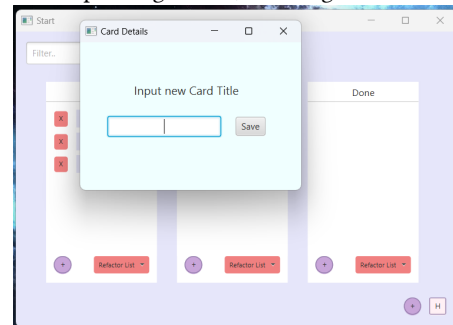 Start
Card Details
Filter..
Input new Card Title
Save
Done
X
X
X
+ Refactor List + Refactor List + Refactor List
+ H